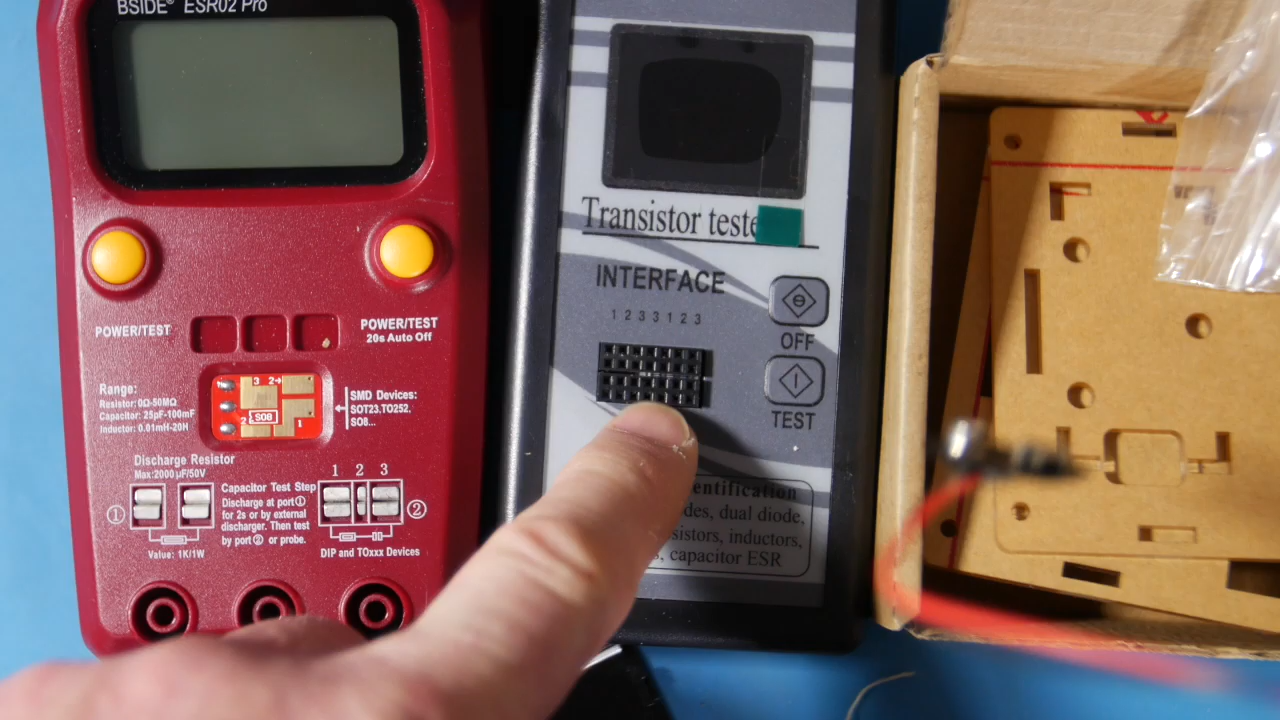 BSIDE® ESR02 Pro
POWER/TEST
POWER/TEST
20s Auto Off
Range:
Resistor: 0Ω-50MΩ
Capacitor: 25pF-100mF
Inductor: 0.01mH-20H
3 2→
SO8
2
1
SMD Devices:
SOT23,TO252,
SO8...
Discharge Resistor
Max:2000μF/50V
①
Value: 1K/1W
Capacitor Test Step
Discharge at port①
for 2s or by external
discharger. Then test
by port② or probe.
1 2 3
②
DIP and TOxxx Devices
Transistor teste
INTERFACE
1 2 3 3 1 2 3
OFF
TEST
entification
des, dual diode,
sistors, inductors,
, capacitor ESR